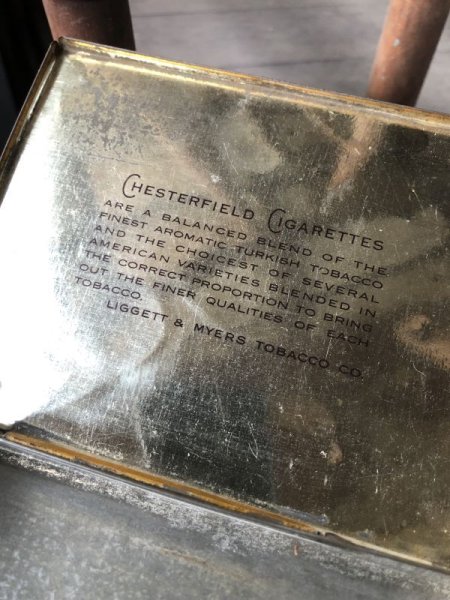 CHESTERFIELD CIGARETTES
ARE A BALANCED BLEND OF THE
FINEST AROMATIC TURKISH TOBACCO
AND THE CHOICEST OF SEVERAL
AMERICAN VARIETIES BLENDED IN
THE CORRECT PROPORTION TO BRING
OUT THE FINER QUALITIES OF EACH
TOBACCO.
LIGGETT & MYERS TOBACCO CO.